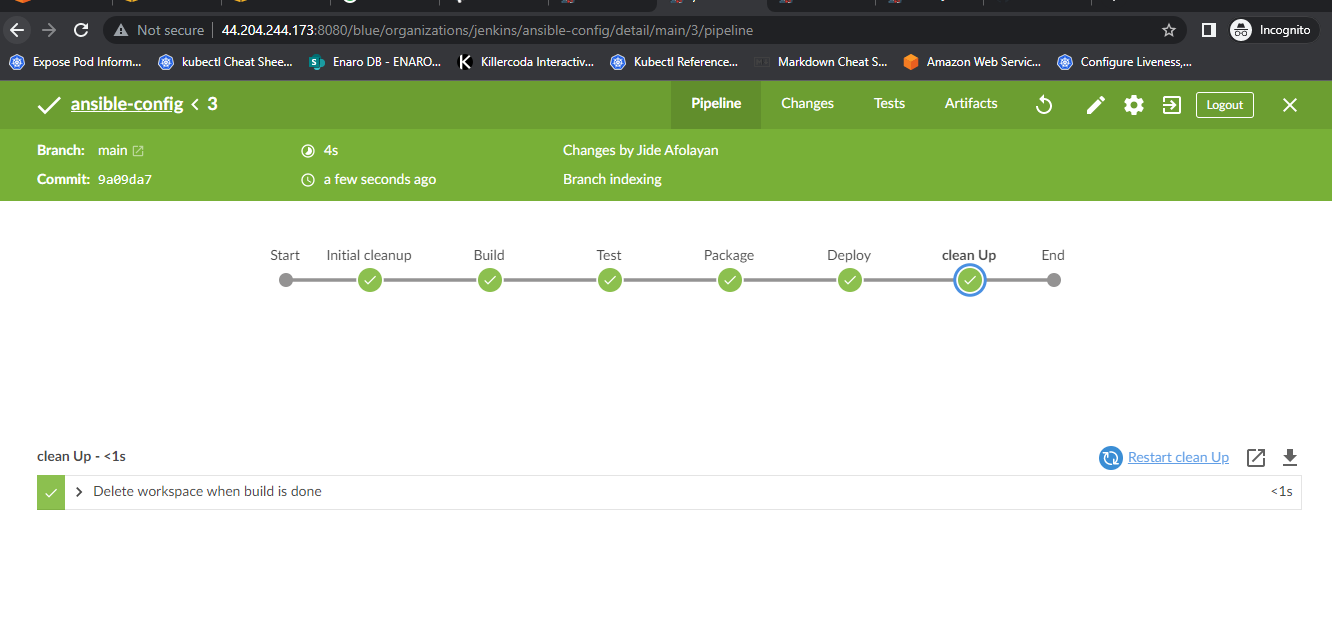 Not secure 44.204.244.173:8080/blue/organizations/jenkins/ansible-config/detail/main/3/pipeline Incognito
Expose Pod Inform... kubectl Cheat Shee... Enaro DB - ENARO... Killercoda Interactiv... Kubectl Reference... Markdown Cheat S... Amazon Web Servic... Configure Liveness,...
ansible-config < 3 Pipeline Changes Tests Artifacts Logout
Branch: main 4s Changes by Jide Afolayan
Commit: 9a09da7 a few seconds ago Branch indexing
Start Initial cleanup Build Test Package Deploy clean Up End
clean Up - <1s Restart clean Up
Delete workspace when build is done <1s